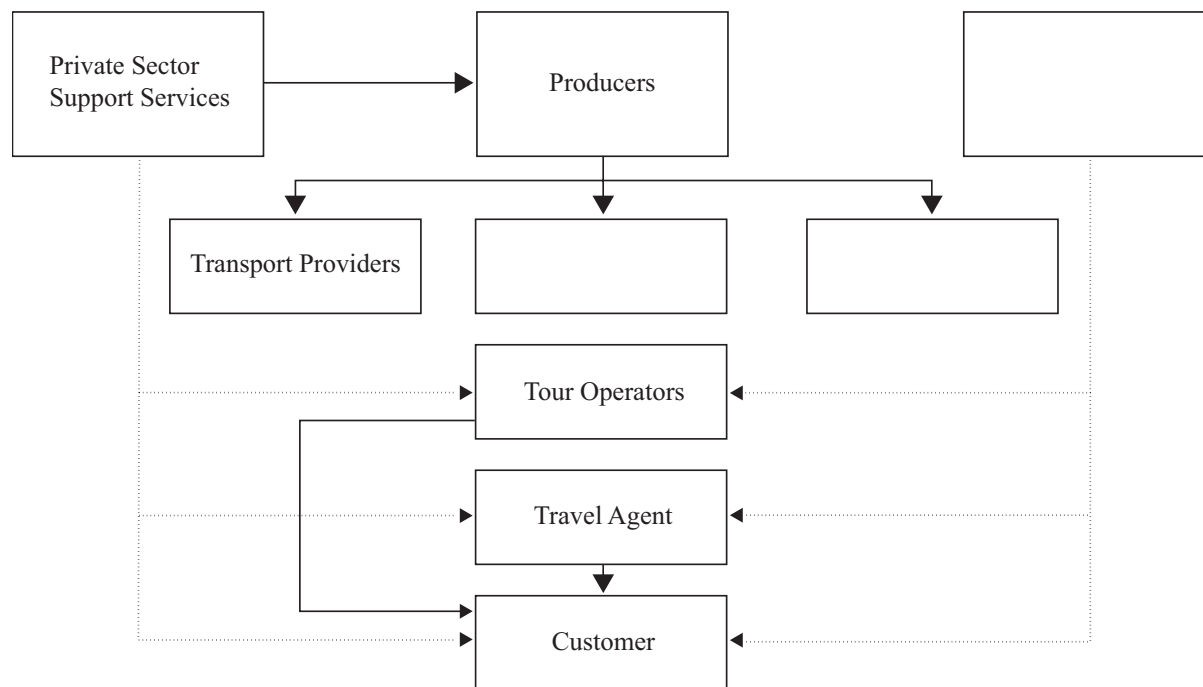 Private Sector
Support Services
Producers
Transport Providers
Tour Operators
Travel Agent
Customer